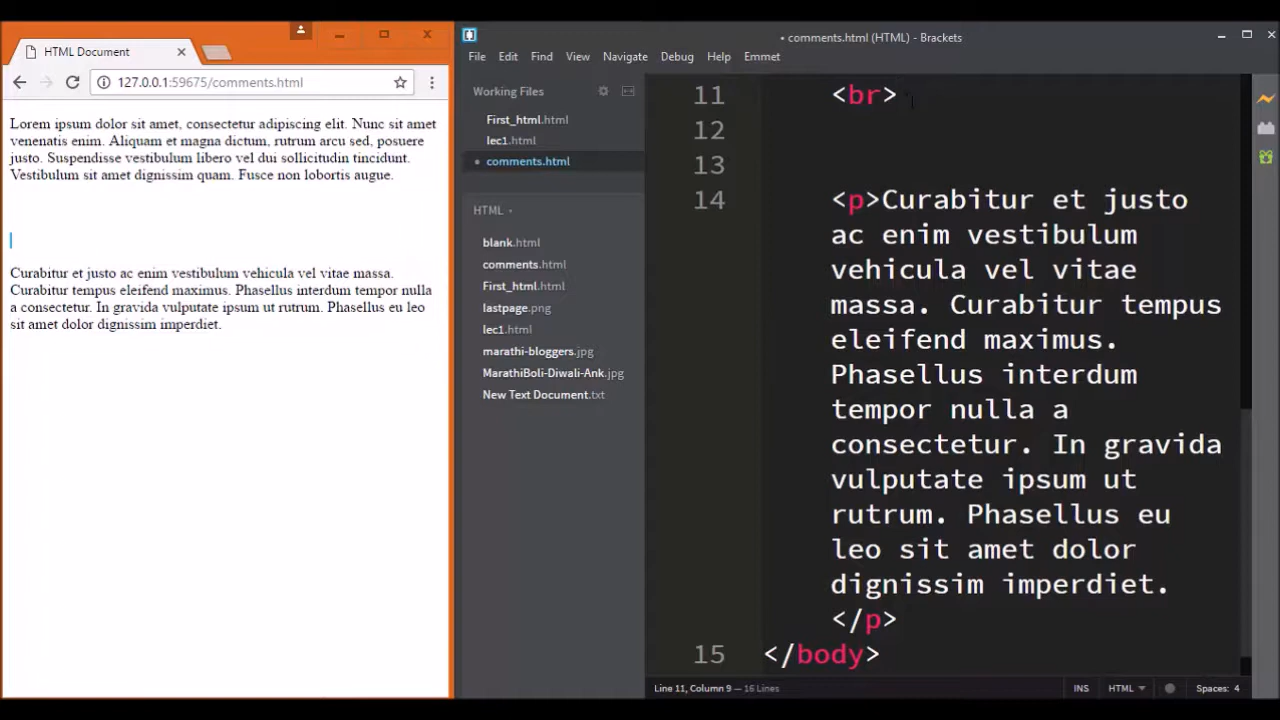 HTML Document
127.0.0.1:59675/comments.html
Lorem ipsum dolor sit amet, consectetur adipiscing elit. Nunc sit amet
venenatis enim. Aliquam et magna dictum, rutrum arcu sed, posuere
justo. Suspendisse vestibulum libero vel dui sollicitudin tincidunt.
Vestibulum sit amet dignissim quam. Fusce non lobortis augue.
Curabitur et justo ac enim vestibulum vehicula vel vitae massa.
Curabitur tempus eleifend maximus. Phasellus interdum tempor nulla
a consectetur. In gravida vulputate ipsum ut rutrum. Phasellus eu leo
sit amet dolor dignissim imperdiet.
• comments.html (HTML) - Brackets
File Edit Find View Navigate Debug Help Emmet
Working Files
First_html.html
lec1.html
• comments.html
HTML
blank.html
comments.html
First_html.html
lastpage.png
lec1.html
marathi-bloggers.jpg
MarathiBoli-Diwali-Ank.jpg
New Text Document.txt
11 <br>
12
13
14 <p>Curabitur et justo
ac enim vestibulum
vehicula vel vitae
massa. Curabitur tempus
eleifend maximus.
Phasellus interdum
tempor nulla a
consectetur. In gravida
vulputate ipsum ut
rutrum. Phasellus eu
leo sit amet dolor
dignissim imperdiet.
</p>
15 </body>
Line 11, Column 9 — 16 Lines
INS HTML Spaces: 4